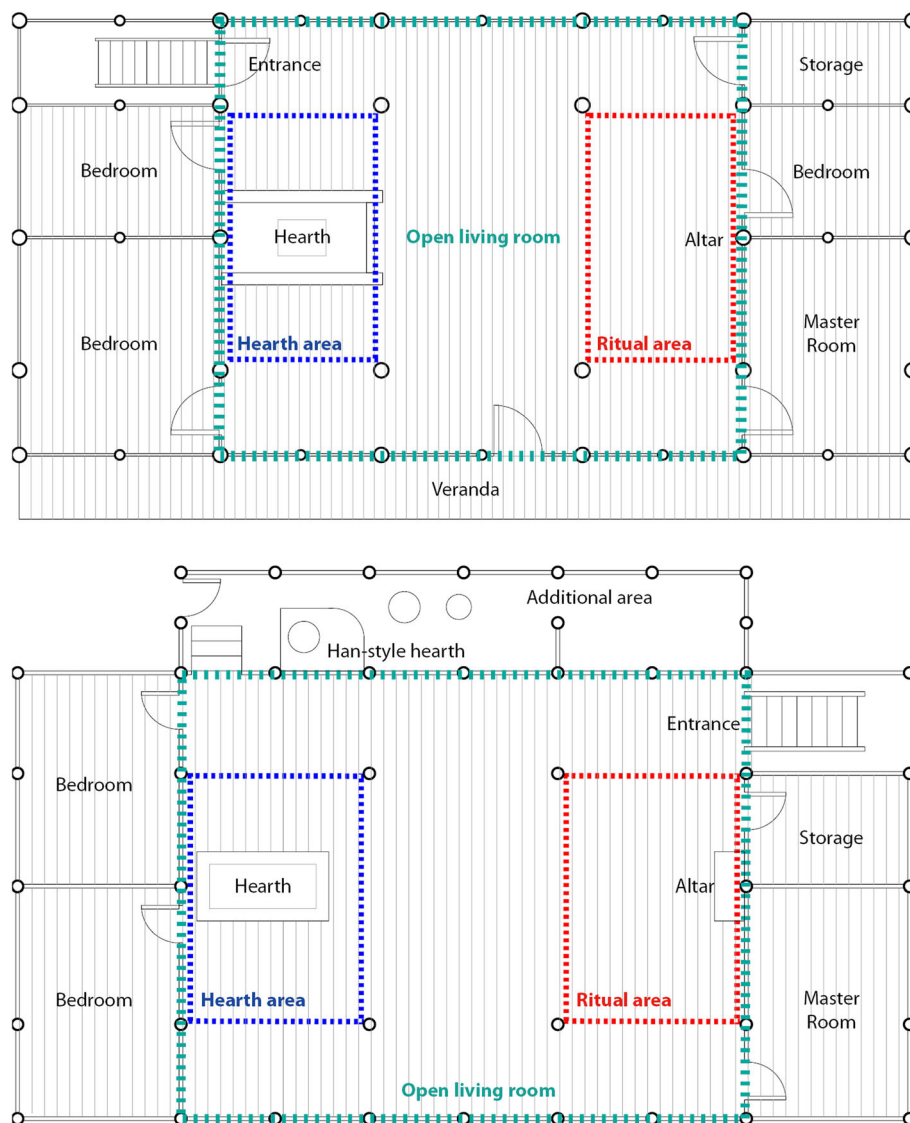 Entrance
Storage
Bedroom
Bedroom
Hearth
Open living room
Altar
Bedroom
Hearth area
Ritual area
Master
Room
Veranda
Additional area
Han-style hearth
Entrance
Bedroom
Storage
Hearth
Altar
Bedroom
Hearth area
Ritual area
Master
Room
Open living room